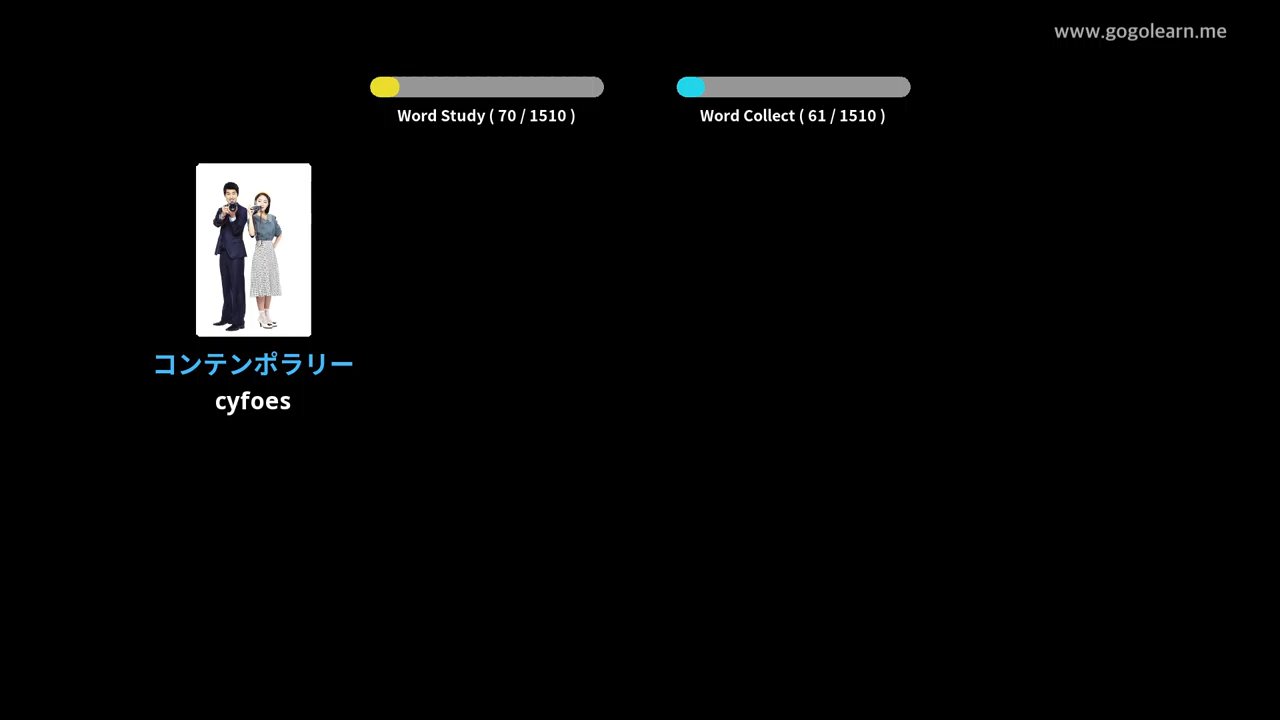 www.gogolearn.me
Word Study ( 70 / 1510 )
Word Collect ( 61 / 1510 )
コンテンポラリー
cyfoes